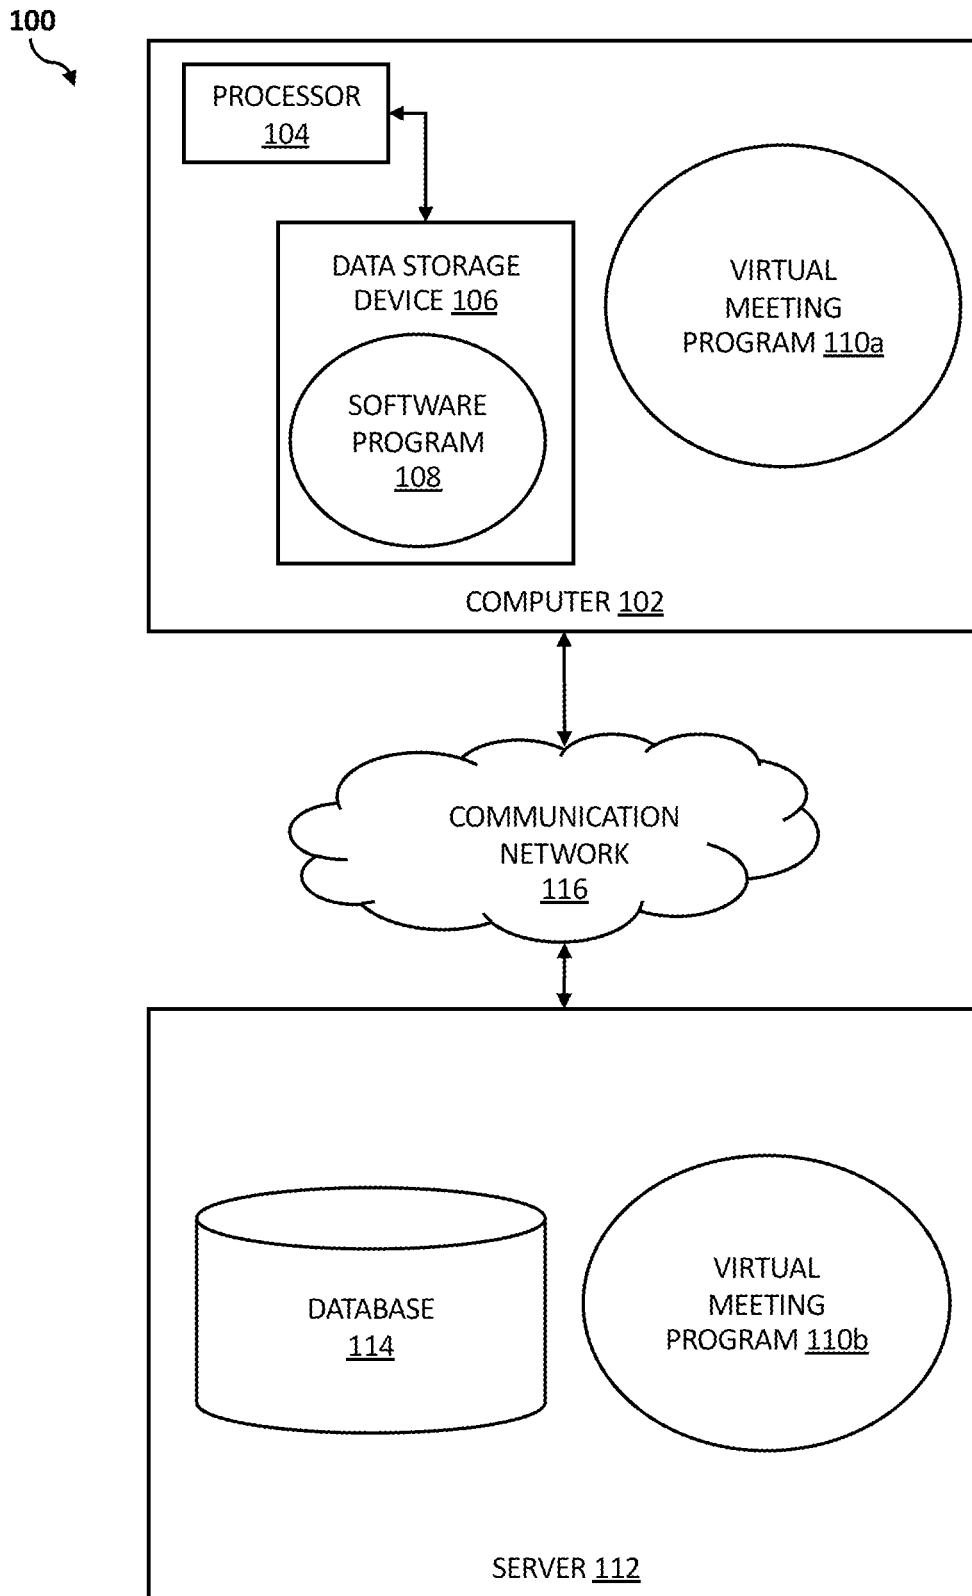 100
PROCESSOR
104
DATA STORAGE
DEVICE 106
SOFTWARE
PROGRAM
108
VIRTUAL
MEETING
PROGRAM 110a
COMPUTER 102
COMMUNICATION
NETWORK
116
DATABASE
114
VIRTUAL
MEETING
PROGRAM 110b
SERVER 112